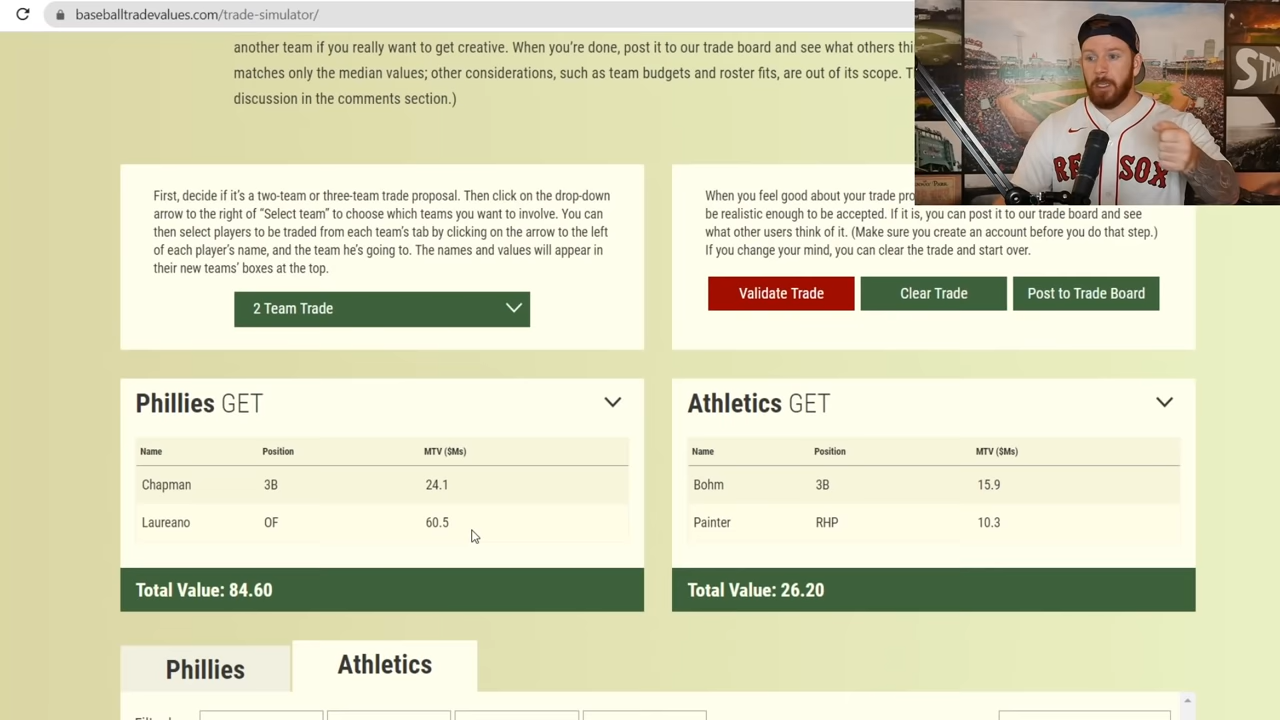 baseballtradevalues.com/trade-simulator/
another team if you really want to get creative. When you're done, post it to our trade board and see what others
matches only the median values; other considerations, such as team budgets and roster fits, are out of its scope.
discussion in the comments section.)
First, decide if it's a two-team or three-team trade proposal. Then click on the drop-down
arrow to the right of "Select team" to choose which teams you want to involve. You can
then select players to be traded from each team's tab by clicking on the arrow to the left
of each player's name, and the team he's going to. The names and values will appear in
their new teams' boxes at the top.
2 Team Trade
When you feel good about your trade
be realistic enough to be accepted. If it is, you can post it to our trade board and see
what other users think of it. (Make sure you create an account before you do that step.)
If you change your mind, you can clear the trade and start over.
Validate Trade
Clear Trade
Post to Trade Board
Phillies GET
Name Position MTV ($Ms)
Chapman 3B 24.1
Laureano OF 60.5
Total Value: 84.60
Athletics GET
Name Position MTV ($Ms)
Bohm 3B 15.9
Painter RHP 10.3
Total Value: 26.20
Phillies
Athletics
RED SOX